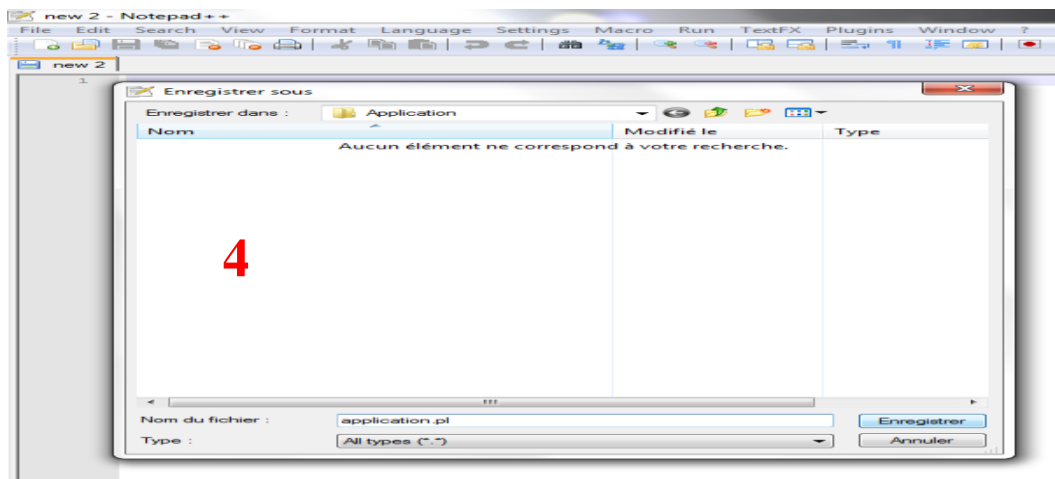 new 2 - Notepad++
File Edit Search View Format Language Settings Macro Run TextFX Plugins Window ?
new 2
1
Enregistrer sous
Enregistrer dans : Application
Nom Modifié le Type
Aucun élément ne correspond à votre recherche.
4
Nom du fichier : application.pl Enregistrer
Type : All types (*.*) Annuler